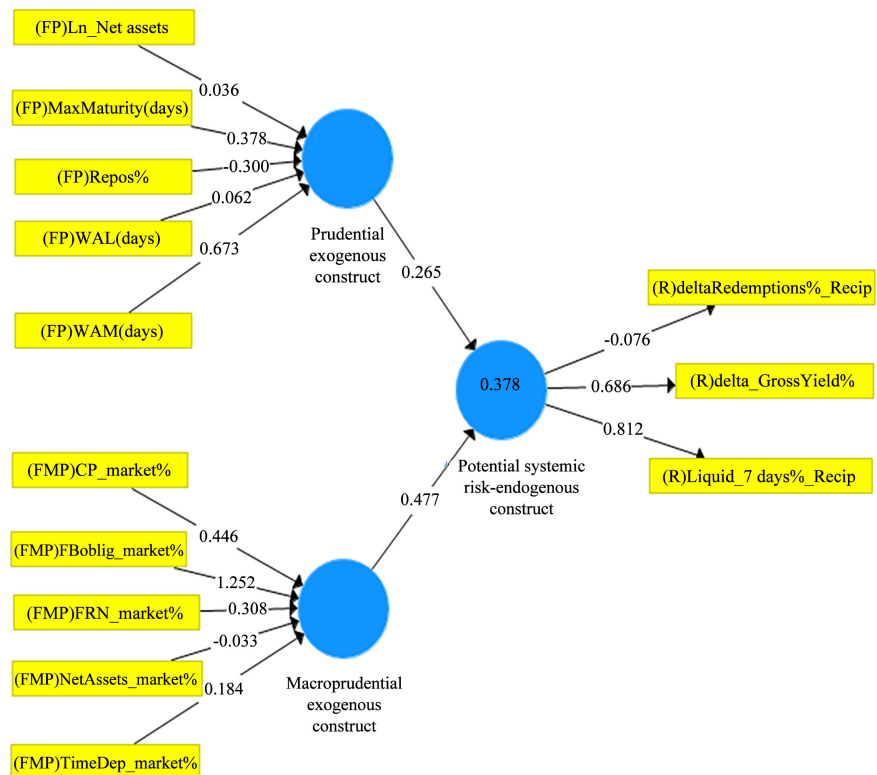 (FP)Ln_Net assets
0.036
(FP)MaxMaturity(days)
0.378
(FP)Repos%
-0.300
0.062
(FP)WAL(days)
0.673
(FP)WAM(days)
Prudential
exogenous
construct
0.265
(R)deltaRedemptions%_Recip
-0.076
0.378
0.686
(R)delta_GrossYield%
0.812
(R)Liquid_7 days%_Recip
Potential systemic
risk-endogenous
construct
0.477
(FMP)CP_market%
0.446
(FMP)FBoblig_market%
1.252
(FMP)FRN_market%
0.308
-0.033
(FMP)NetAssets_market%
0.184
(FMP)TimeDep_market%
Macroprudential
exogenous
construct